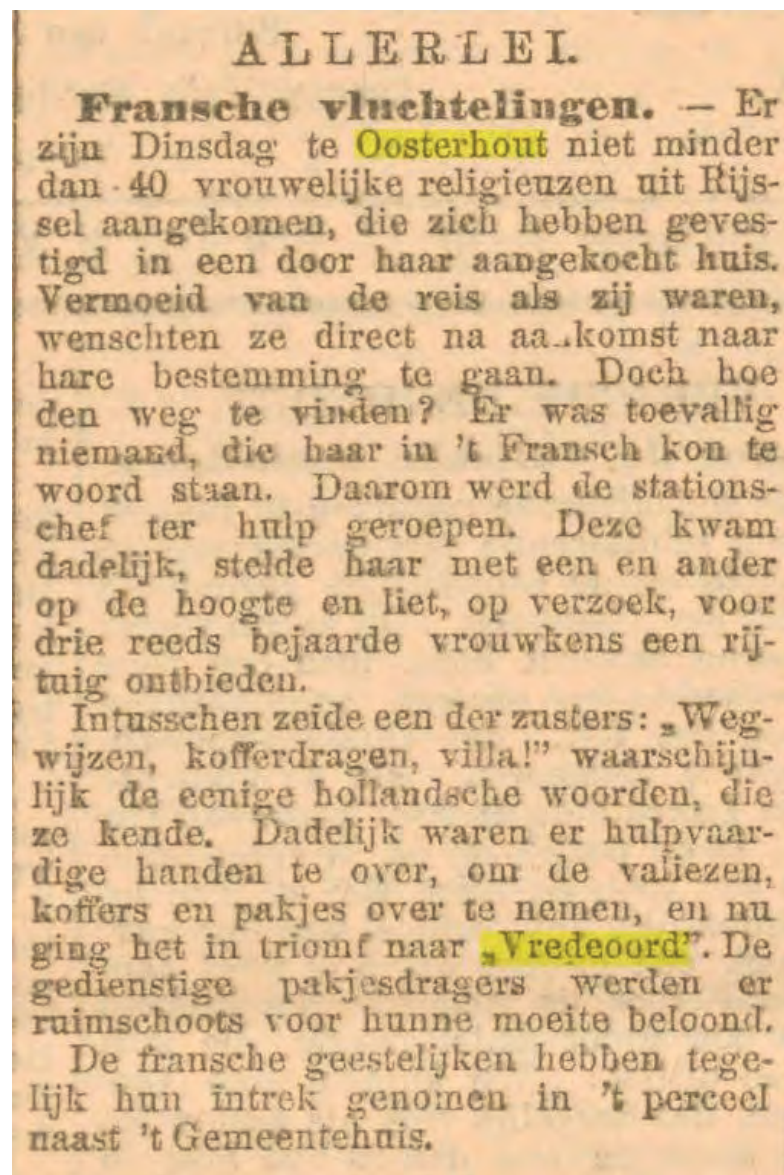 ALLERLEI.
Fransche vluchtelingen. — Er
zijn Dinsdag te Oosterhout niet minder
dan 40 vrouwelijke religieuzen uit Rijs-
sel aangekomen, die zich hebben geves-
tigd in een door haar aangekocht huis.
Vermoeid van de reis als zij waren,
wenschten ze direct na aa..komst naar
hare bestemming te gaan. Doch hoe
den weg te vinden? Er was toevallig
niemand, die haar in 't Fransch kon te
woord staan. Daarom werd de stations-
chef ter hulp geroepen. Deze kwam
dadelijk, stelde haar met een en ander
op de hoogte en liet, op verzoek, voor
drie reeds bejaarde vrouwkens een rij-
tuig ontbieden.
Intusschen zeide een der zusters: „Weg-
wijzen, kofferdragen, villa!” waarschiju-
lijk de eenige hollandsche woorden, die
ze kende. Dadelijk waren er hulpvaar-
dige handen te over, om de valiezen,
koffers en pakjes over te nemen, en nu
ging het in triomf naar „Vredeoord”. De
gedienstige pakjesdragers werden er
ruimschoots voor hunne moeite beloond.
De fransche geestelijken hebben tege-
lijk hun intrek genomen in 't perceel
naast 't Gemeentehuis.